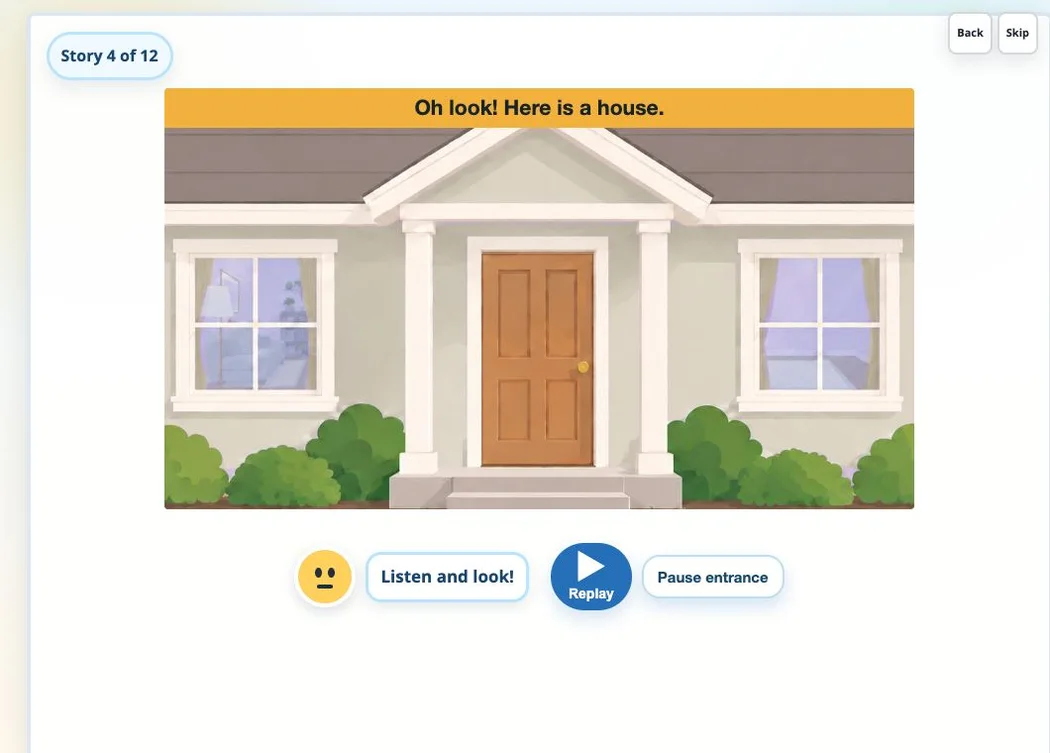 Story 4 of 12
Back
Skip
Oh look! Here is a house.
Listen and look!
Replay
Pause entrance